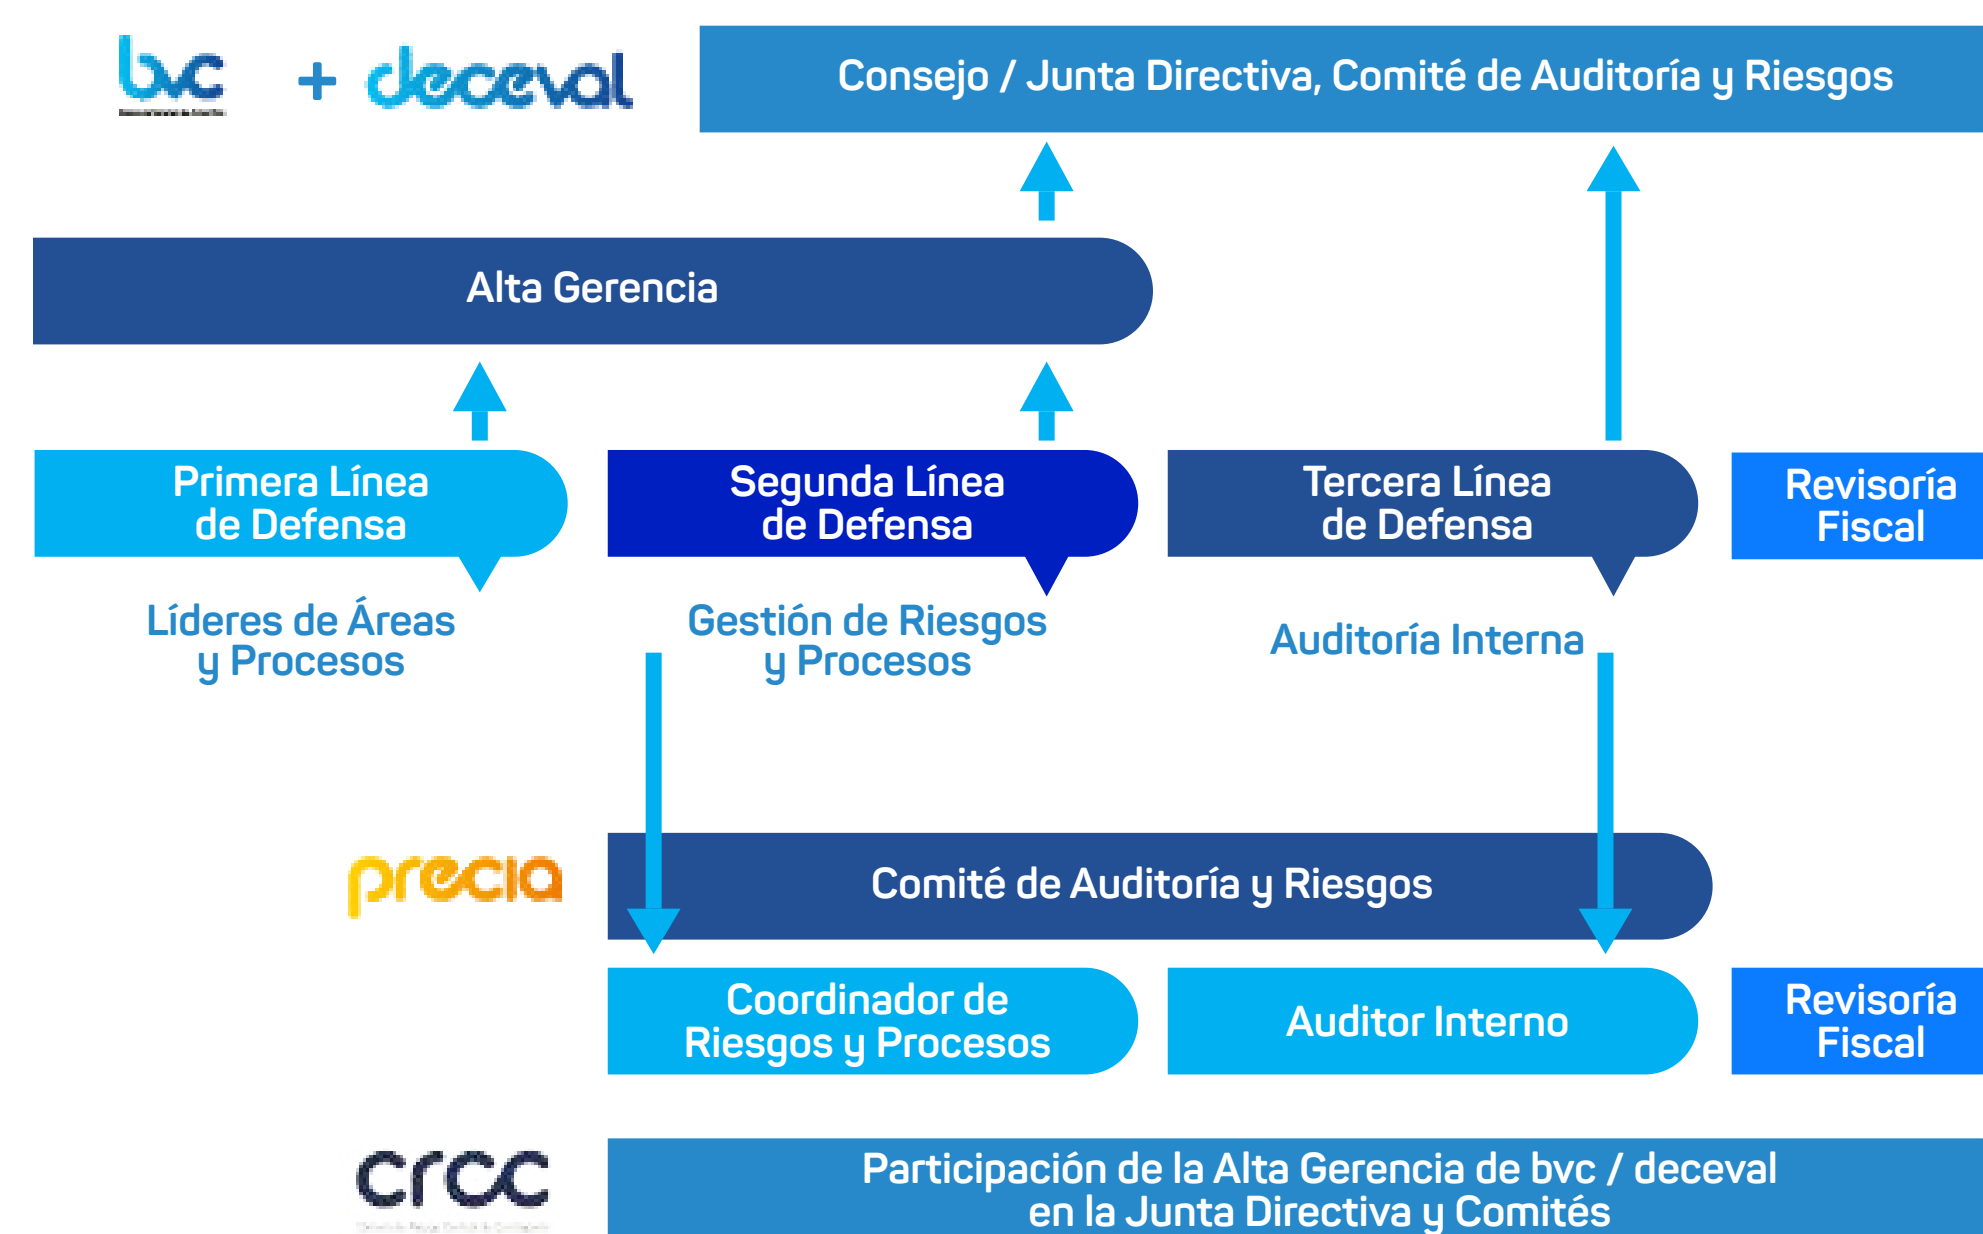 bvc + deceval
Consejo / Junta Directiva, Comité de Auditoría y Riesgos
Alta Gerencia
Primera Línea
de Defensa
Segunda Línea
de Defensa
Tercera Línea
de Defensa
Revisoría
Fiscal
Líderes de Áreas
y Procesos
Gestión de Riesgos
y Procesos
Auditoría Interna
precia
Comité de Auditoría y Riesgos
Coordinador de
Riesgos y Procesos
Auditor Interno
Revisoría
Fiscal
crcc
Participación de la Alta Gerencia de bvc / deceval
en la Junta Directiva y Comités